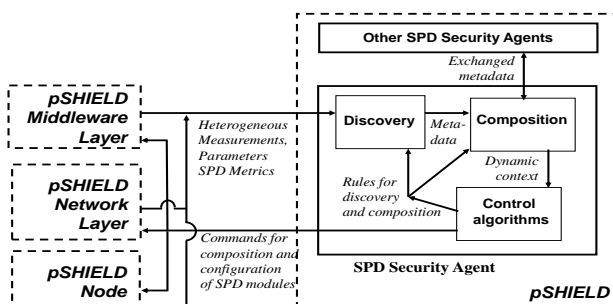 Other SPD Security Agents
Exchanged
metadata
pSHIELD
Middleware
Layer
Heterogeneous
Measurements,
Parameters
SPD Metrics
Discovery
Meta-
data
Composition
Dynamic
context
Rules for
discovery
and composition
Control
algorithms
pSHIELD
Network
Layer
Commands for
composition and
configuration
of SPD modules
SPD Security Agent
pSHIELD
Node
pSHIELD